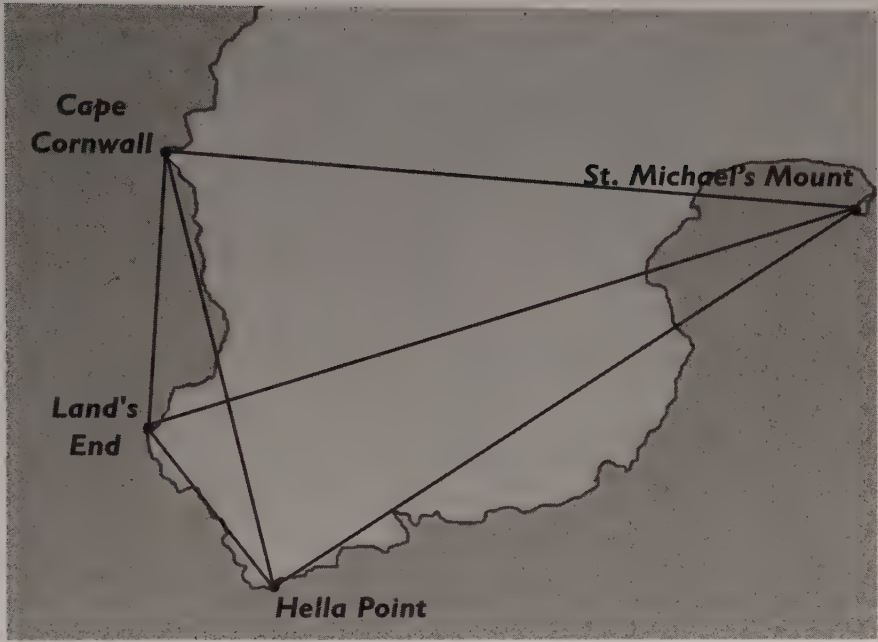 Cape
Cornwall
St. Michael's Mount
Land's
End
Hella Point